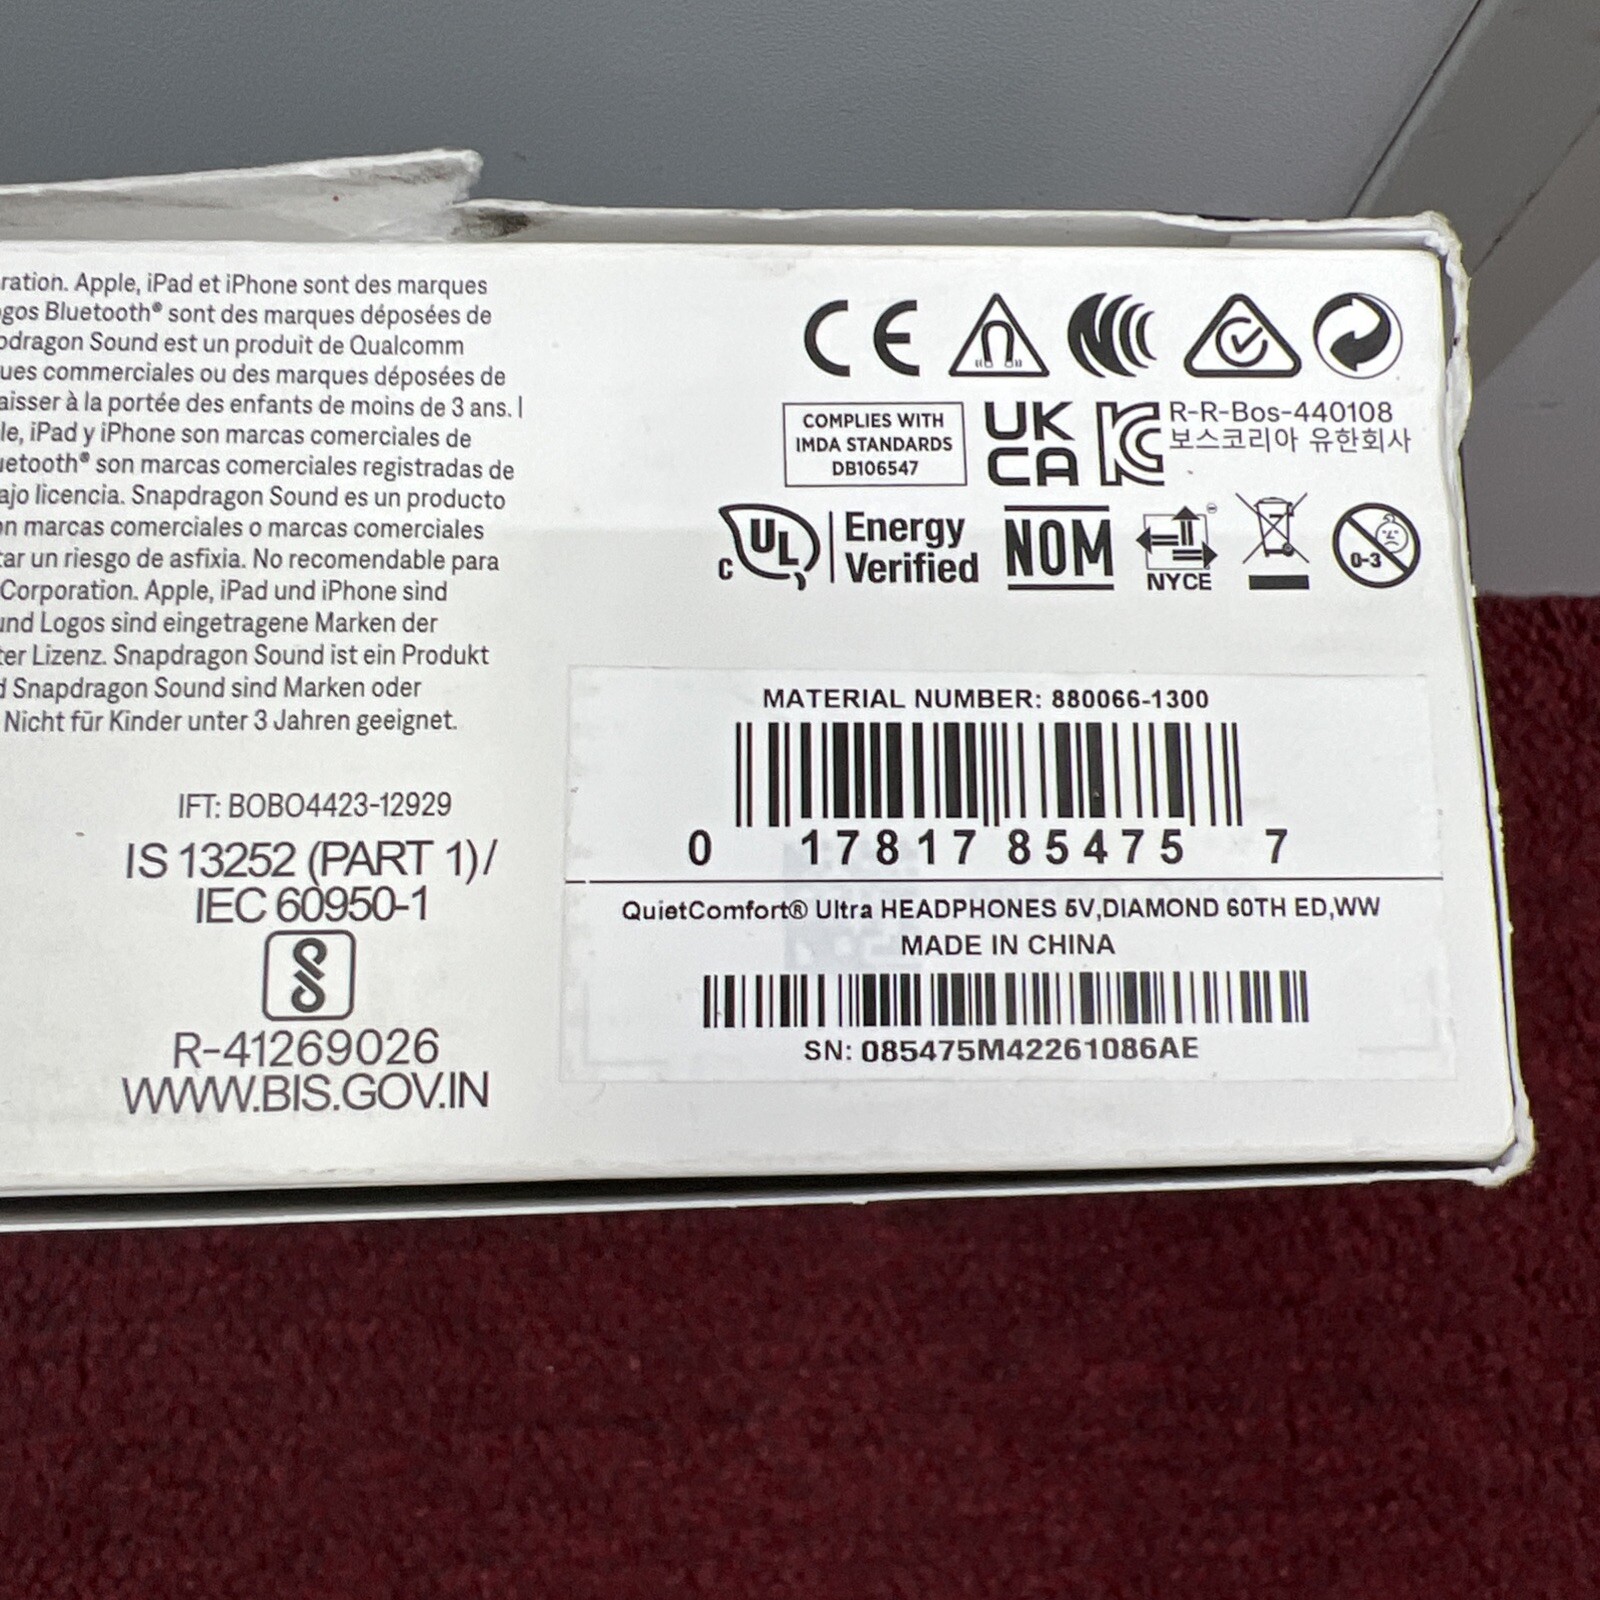 ration. Apple, iPad et iPhone sont des marques
gos Bluetooth® sont des marques déposées de
dragon Sound est un produit de Qualcomm
ues commerciales ou des marques déposées de
aisser à la portée des enfants de moins de 3 ans. |
le, iPad y iPhone son marcas comerciales de
uetooth® son marcas comerciales registradas de
ajo licencia. Snapdragon Sound es un producto
on marcas comerciales o marcas comerciales
tar un riesgo de asfixia. No recomendable para
Corporation. Apple, iPad und iPhone sind
und Logos sind eingetragene Marken der
ter Lizenz. Snapdragon Sound ist ein Produkt
d Snapdragon Sound sind Marken oder
Nicht für Kinder unter 3 Jahren geeignet.
IFT: BOBO4423-12929
IS 13252 (PART 1)/
IEC 60950-1
R-41269026
WWW.BIS.GOV.IN
CE
COMPLIES WITH
IMDA STANDARDS
DB106547
UK
CA
R-R-Bos-440108
보스코리아 유한회사
c UL Energy
Verified
NOM
NYCE
0-3
MATERIAL NUMBER: 880066-1300
0 17817 85475 7
QuietComfort® Ultra HEADPHONES 5V,DIAMOND 60TH ED,WW
MADE IN CHINA
SN: 085475M42261086AE